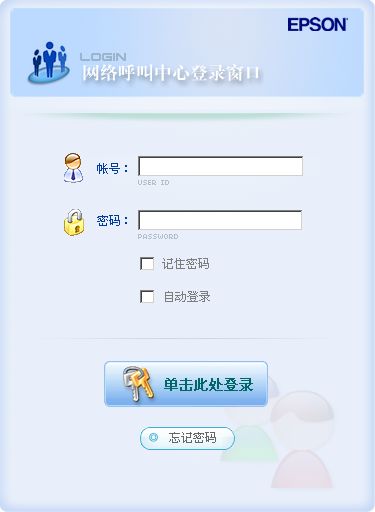 EPSON
LOGIN
网络呼叫中心登录窗口
帐号：
USER ID
密码：
PASSWORD
记住密码
自动登录
单击此处登录
忘记密码